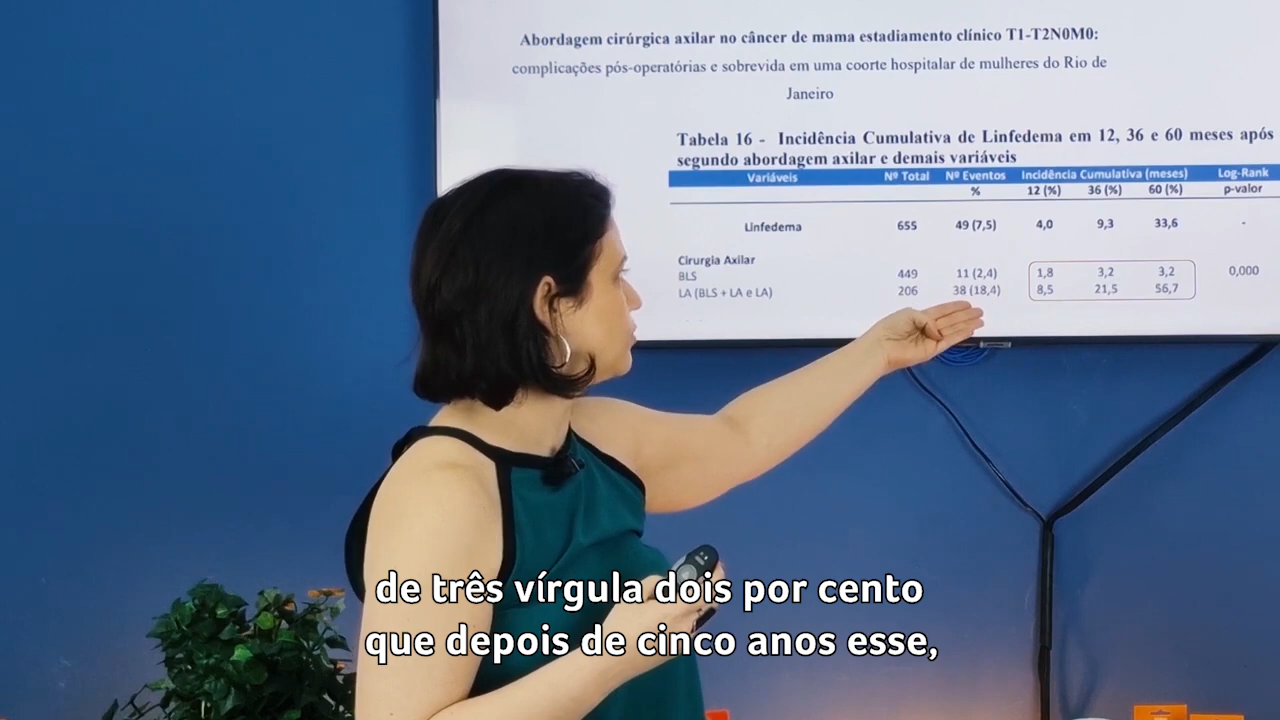 Abordagem cirúrgica axilar no câncer de mama estadiamento clínico T1-T2N0M0:
complicações pós-operatórias e sobrevida em uma coorte hospitalar de mulheres do Rio de
Janeiro
Tabela 16 - Incidência Cumulativa de Linfedema em 12, 36 e 60 meses após
segundo abordagem axilar e demais variáveis
Variáveis Nº Total Nº Eventos Incidência Cumulativa (meses) Log-Rank
% 12 (%) 36 (%) 60 (%) p-valor
Linfedema 655 49 (7,5) 4,0 9,3 33,6 -
Cirurgia Axilar
BLS 449 11 (2,4) 1,8 3,2 3,2 0,000
LA (BLS + LA e LA) 206 38 (18,4) 8,5 21,5 56,7
de três vírgula dois por cento
que depois de cinco anos esse,